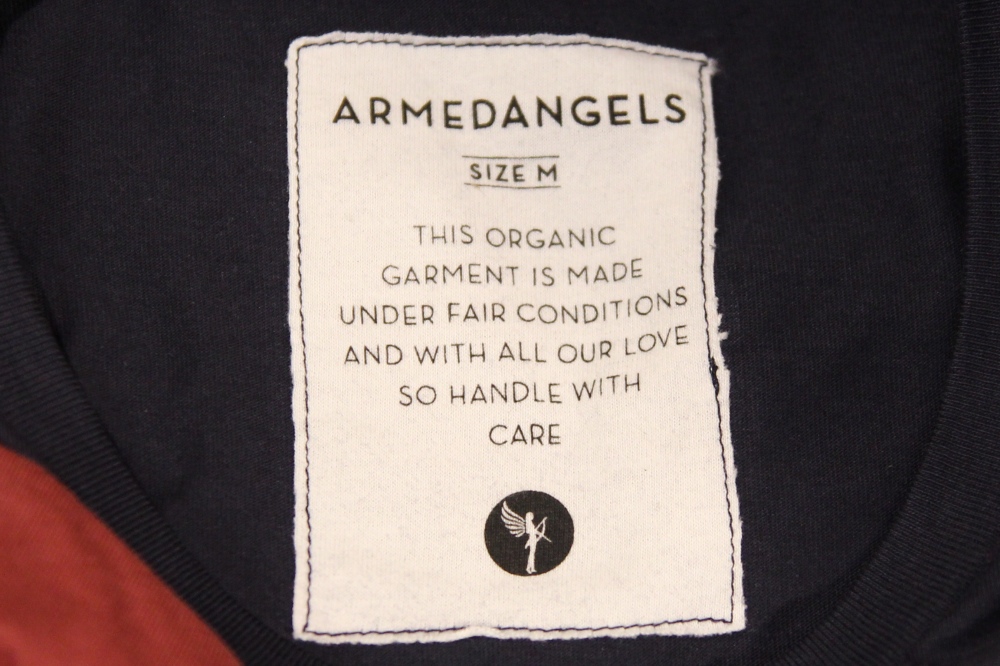 ARMEDANGELS
SIZE M
THIS ORGANIC
GARMENT IS MADE
UNDER FAIR CONDITIONS
AND WITH ALL OUR LOVE
SO HANDLE WITH
CARE